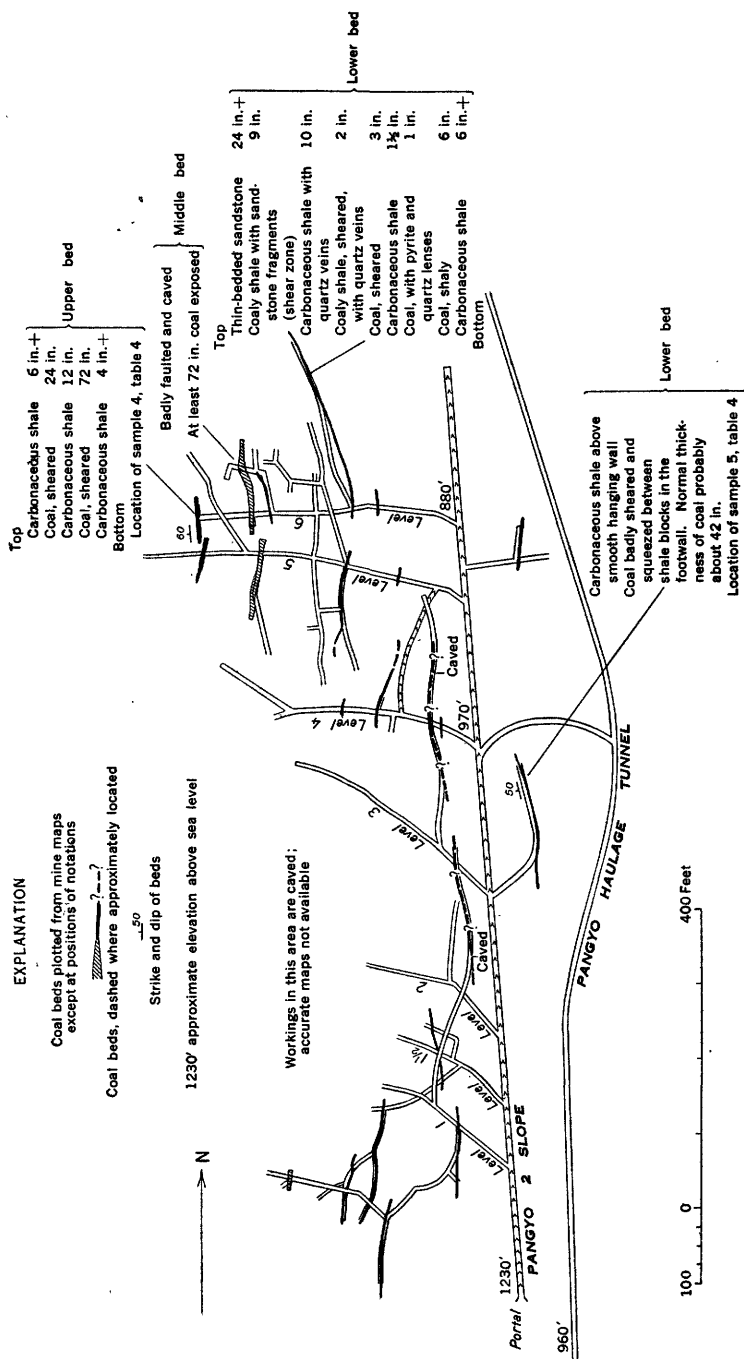 EXPLANATION
Coal beds plotted from mine maps
except at positions of notations
?
?
Coal beds, dashed where approximately located
50
Strike and dip of beds
1230' approximate elevation above sea level
N
Workings in this area are caved;
accurate maps not available
Top
Carbonaceous shale 6 in.+
Coal, sheared 24 in.
Carbonaceous shale 12 in.
Coal, sheared 72 in.
Carbonaceous shale 4 in.+
Bottom
Upper bed
Location of sample 4, table 4
Badly faulted and caved
At least 72 in. coal exposed
Middle bed
Top
Thin-bedded sandstone 24 in.+
Coaly shale with sand-
stone fragments
(shear zone) 9 in.
Carbonaceous shale with
quartz veins 10 in.
Coaly shale, sheared,
with quartz veins 2 in.
Coal, sheared 3 in.
Carbonaceous shale 1½ in.
Coal, with pyrite and
quartz lenses 1 in.
Coal, shaly 6 in.
Carbonaceous shale 6 in.+
Bottom
Lower bed
Carbonaceous shale above
smooth hanging wall
Coal badly sheared and
squeezed between
shale blocks in the
footwall. Normal thick-
ness of coal probably
about 42 in.
Location of sample 5, table 4
Lower bed
Portal
1230'
PANGYO 2 SLOPE
960'
PANGYO HAULAGE TUNNEL
Level 1
Level 1½
Level 2
Level 3
Level 4
Level 5
Level 6
Caved
?
Caved
?
?
?
970'
880'
60
50
100 0 400 Feet